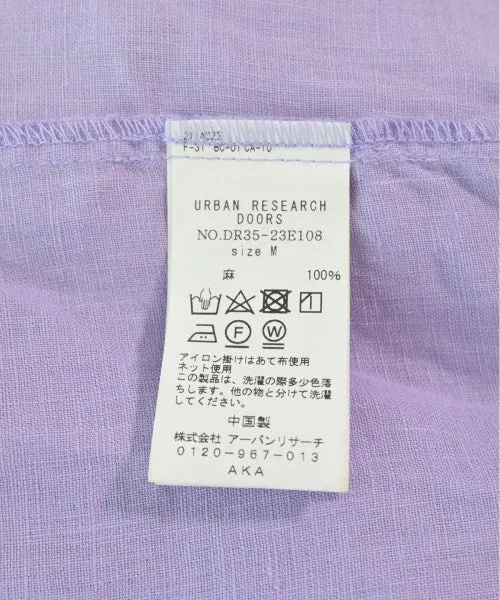 URBAN RESEARCH
DOORS
NO.DR35-23E108
size M
麻 100%
F W
アイロン掛けはあて布使用
ネット使用
この製品は、洗濯の際多少色落
ちします。他の物と分けて洗濯
してください。
中国製
株式会社 アーバンリサーチ
0120-967-013
AKA